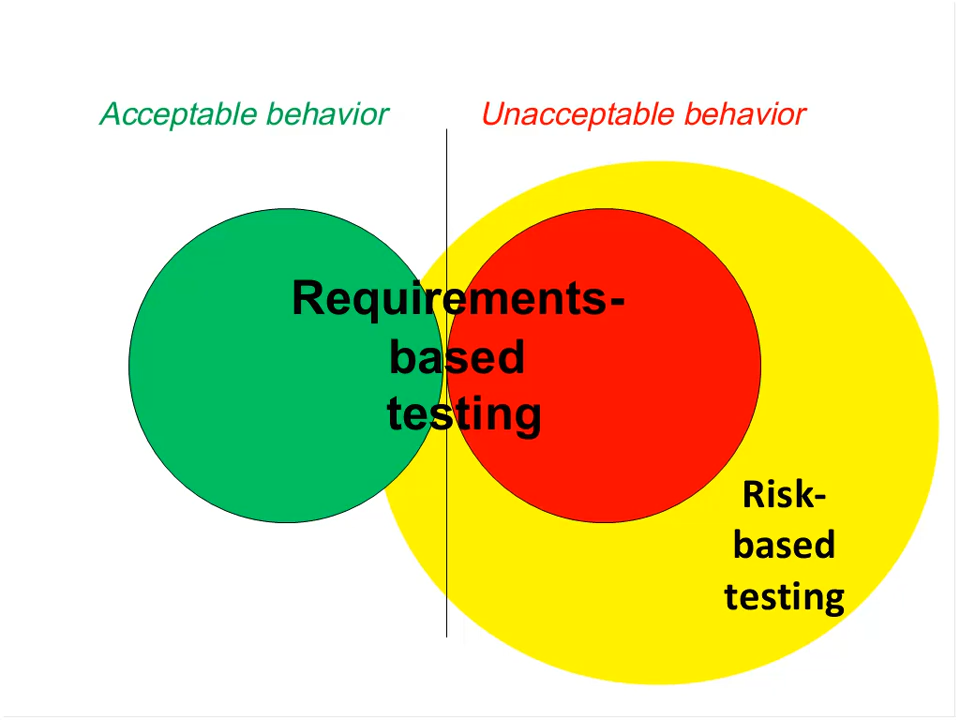 Acceptable behavior
Unacceptable behavior
Requirements-
based
testing
Risk-
based
testing